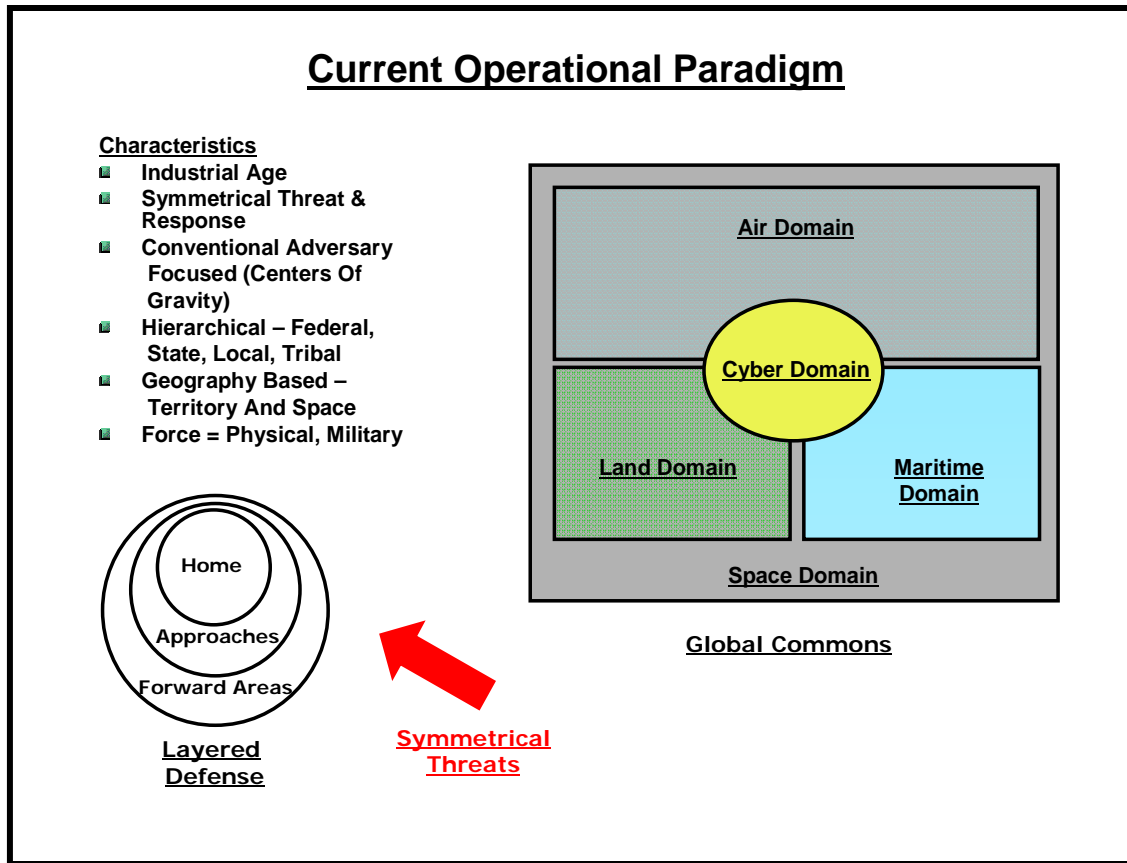 Current Operational Paradigm
Characteristics
Industrial Age
Symmetrical Threat &
Response
Conventional Adversary
Focused (Centers Of
Gravity)
Hierarchical – Federal,
State, Local, Tribal
Geography Based –
Territory And Space
Force = Physical, Military
Air Domain
Cyber Domain
Land Domain
Maritime
Domain
Space Domain
Global Commons
Home
Approaches
Forward Areas
Layered
Defense
Symmetrical
Threats